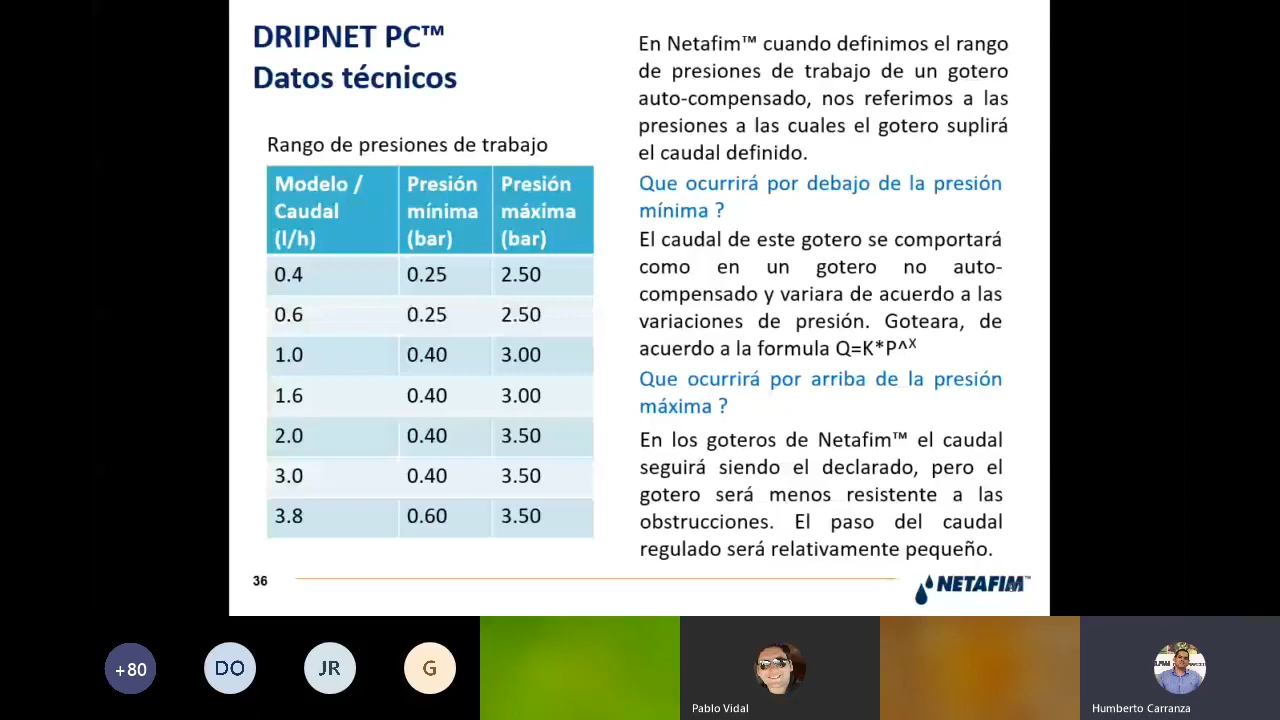 DRIPNET PC™
Datos técnicos
Rango de presiones de trabajo
Modelo / Caudal (l/h) Presión mínima (bar) Presión máxima (bar)
0.4 0.25 2.50
0.6 0.25 2.50
1.0 0.40 3.00
1.6 0.40 3.00
2.0 0.40 3.50
3.0 0.40 3.50
3.8 0.60 3.50
En Netafim™ cuando definimos el rango
de presiones de trabajo de un gotero
auto-compensado, nos referimos a las
presiones a las cuales el gotero suplirá
el caudal definido.
Que ocurrirá por debajo de la presión
mínima ?
El caudal de este gotero se comportará
como en un gotero no auto-
compensado y variara de acuerdo a las
variaciones de presión. Goteara, de
acuerdo a la formula Q=K*P^X
Que ocurrirá por arriba de la presión
máxima ?
En los goteros de Netafim™ el caudal
seguirá siendo el declarado, pero el
gotero será menos resistente a las
obstrucciones. El paso del caudal
regulado será relativamente pequeño.
36
NETAFIM™
+80
DO
JR
G
Pablo Vidal
Humberto Carranza